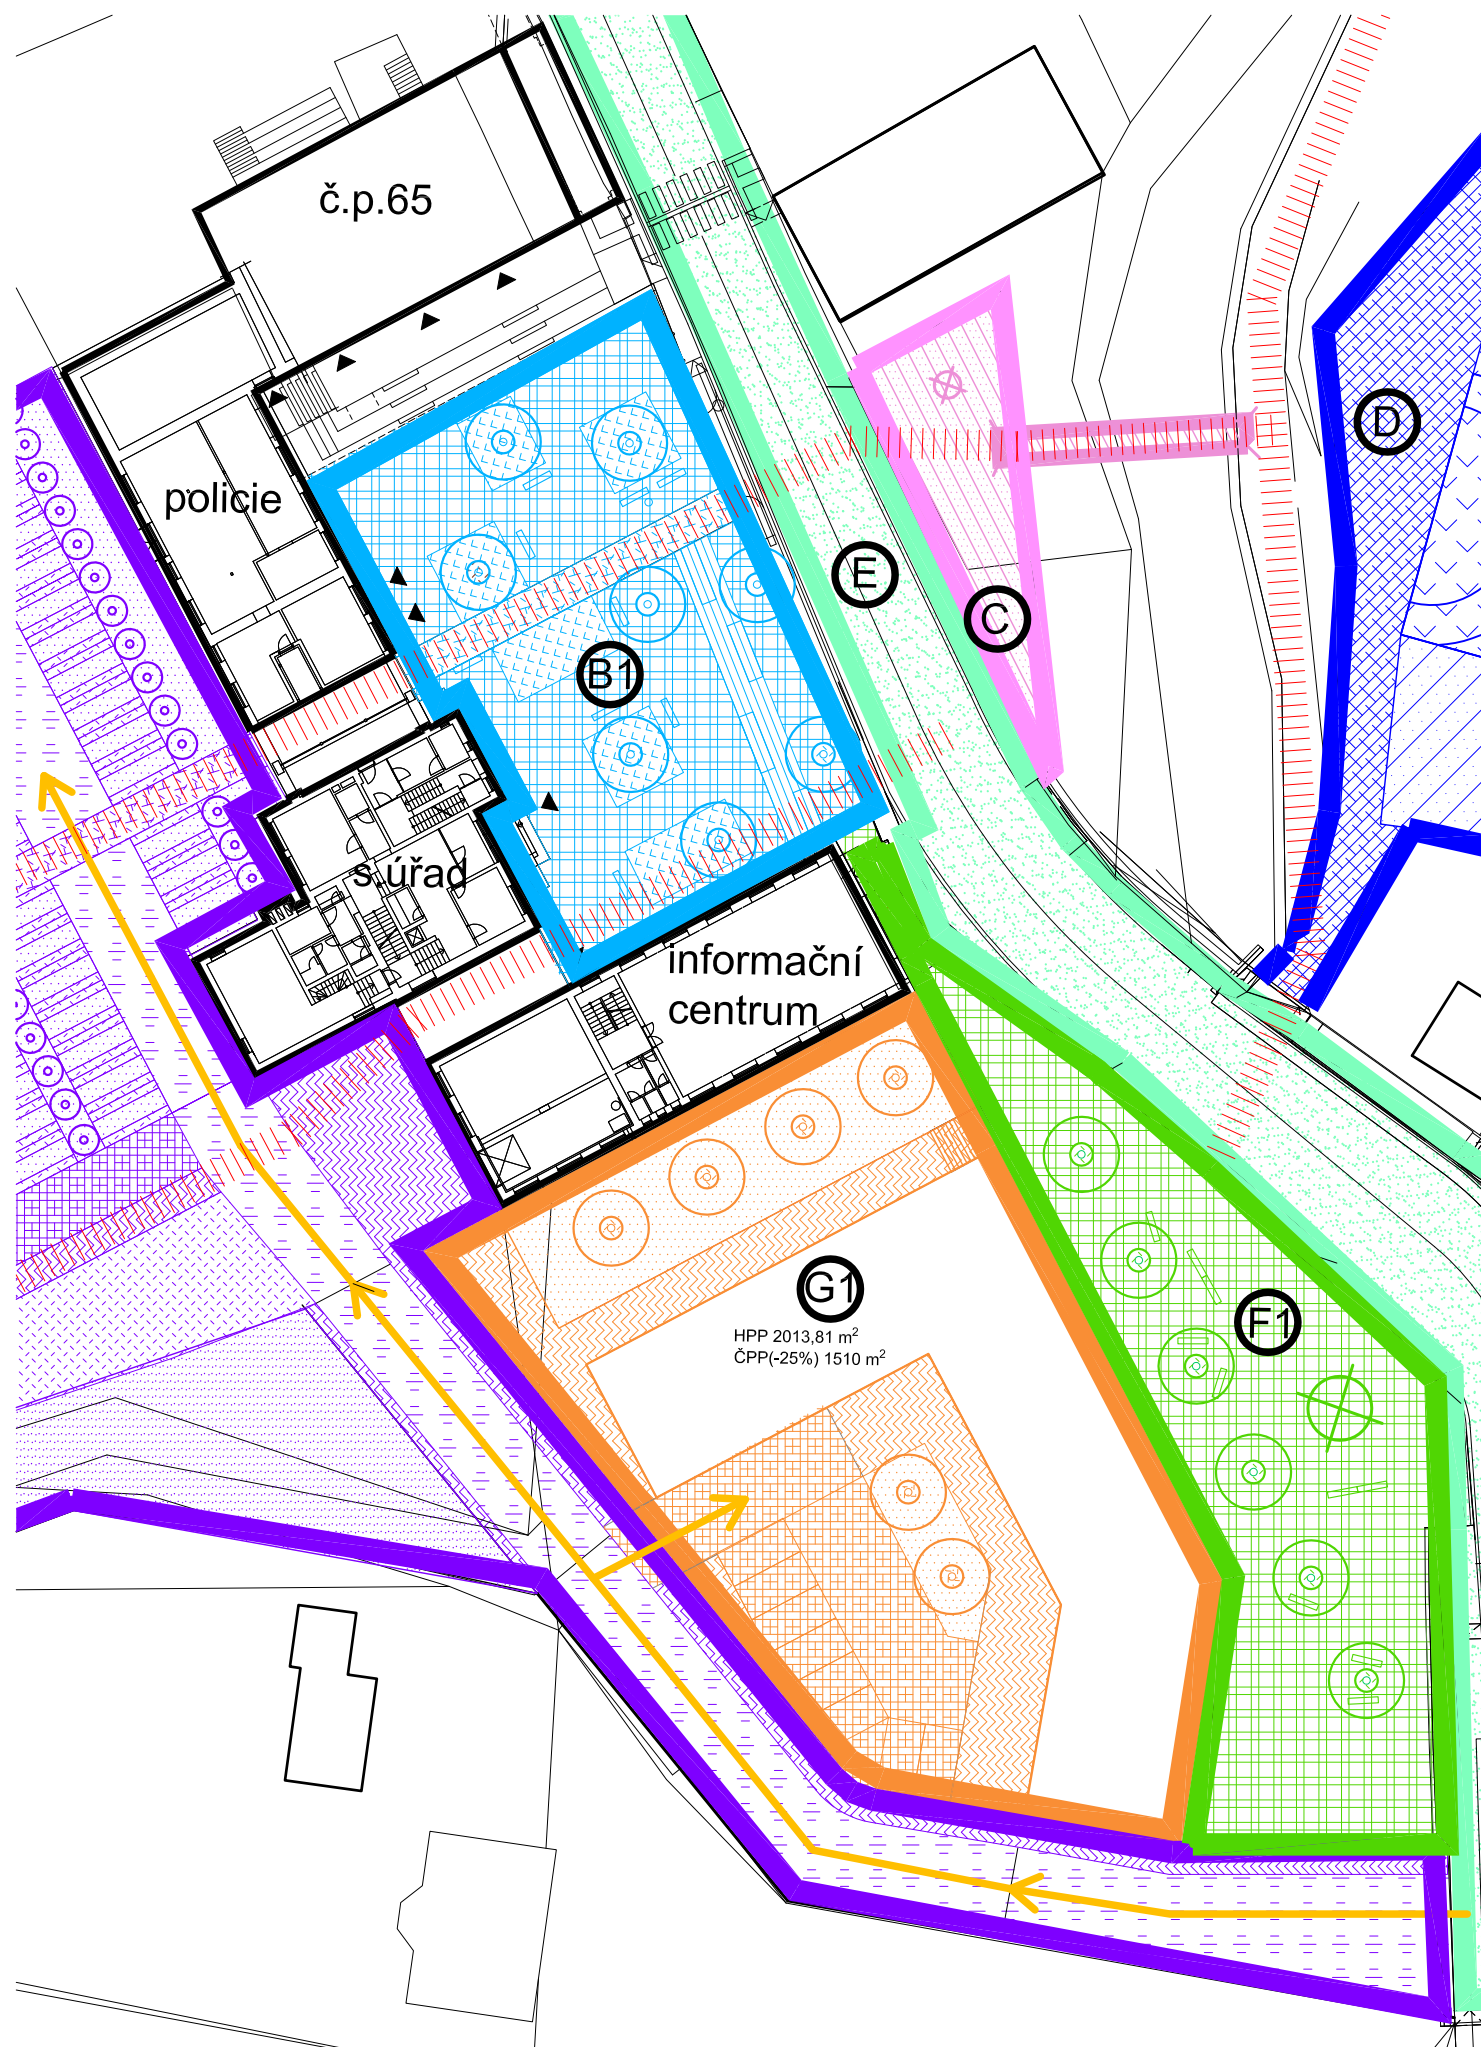 č.p.65
D
policie
E
C
B1
s.úřad
informační
centrum
G1
HPP 2013,81 m²
ČPP(-25%) 1510 m²
F1